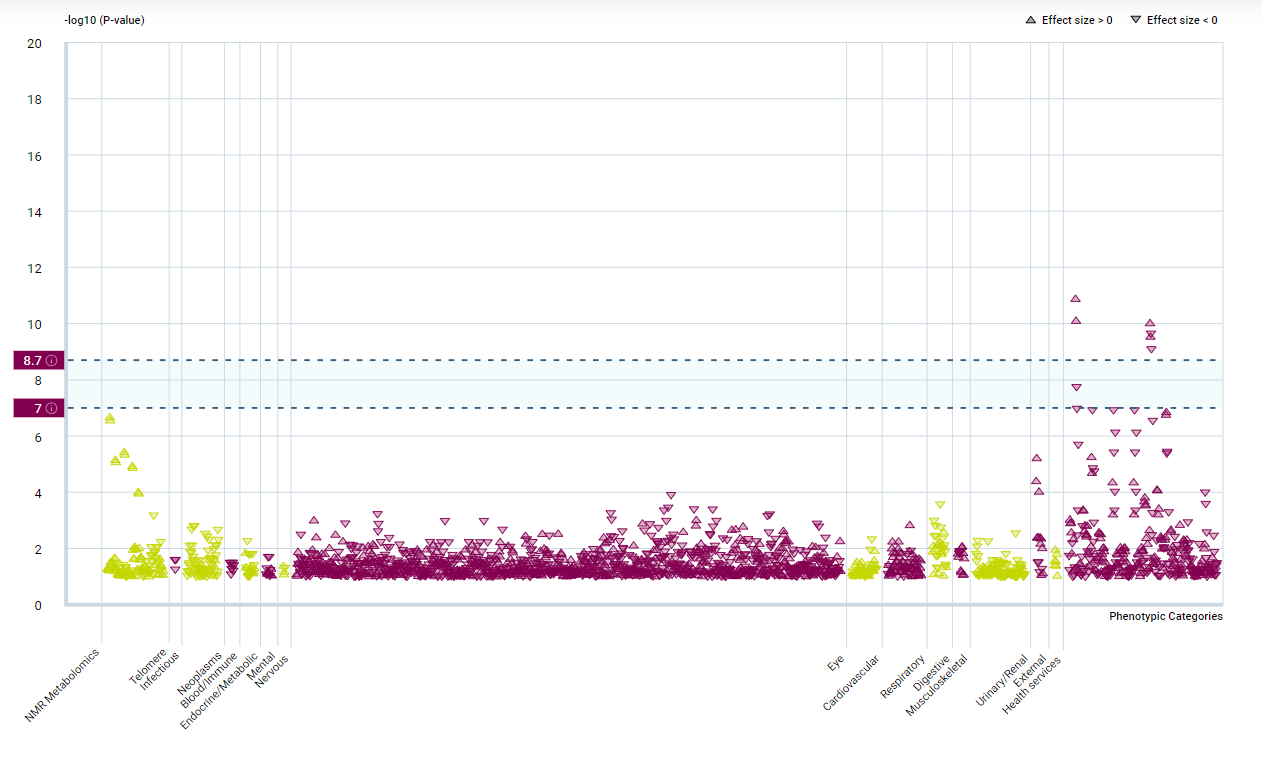 -log10 (P-value)
Effect size > 0
Effect size < 0
20
18
16
14
12
10
8.7
8
7
6
4
2
0
Phenotypic Categories
NMR Metabolomics
Telomere
Infectious
Neoplasms
Blood/Immune
Endocrine/Metabolic
Mental
Nervous
Eye
Cardiovascular
Respiratory
Digestive
Musculoskeletal
Urinary/Renal
External
Health services